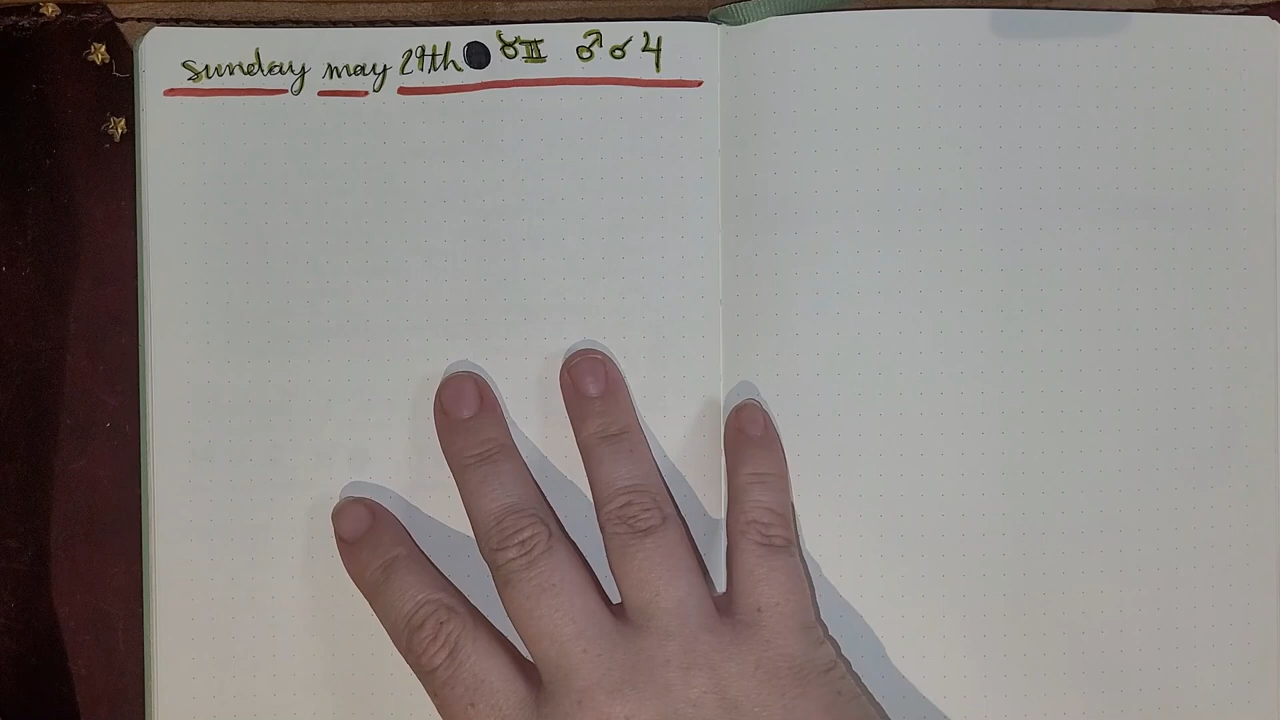 sunday may 29th 🌑 ♉ ♊ ♂ ☌ ♃